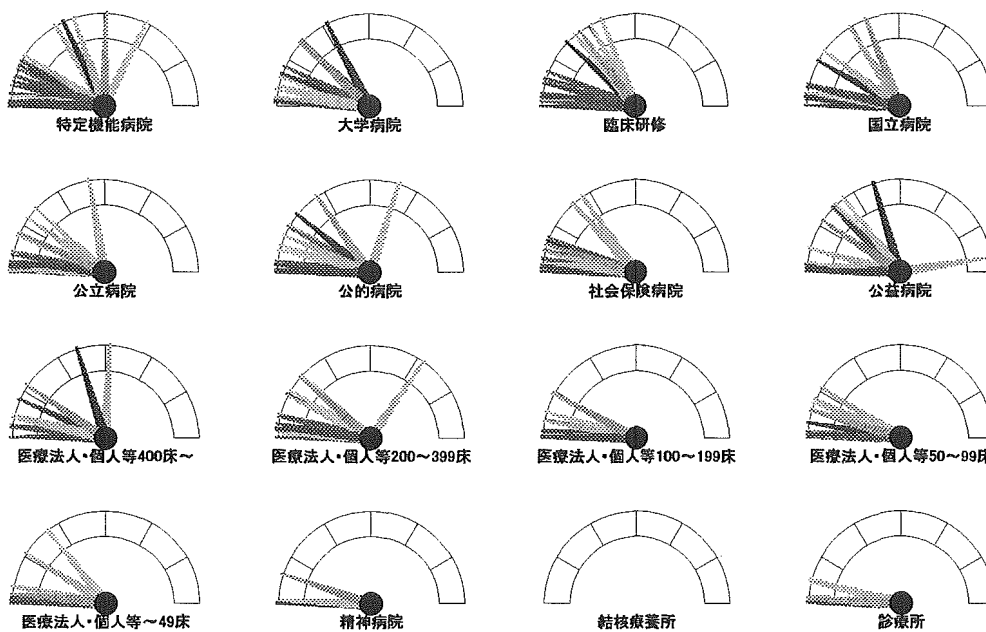 特定機能病院
大学病院
臨床研修
国立病院
公立病院
公的病院
社会保険病院
公益病院
医療法人・個人等400床～
医療法人・個人等200～399床
医療法人・個人等100～199床
医療法人・個人等50～99床
医療法人・個人等～49床
精神病院
結核療養所
診療所